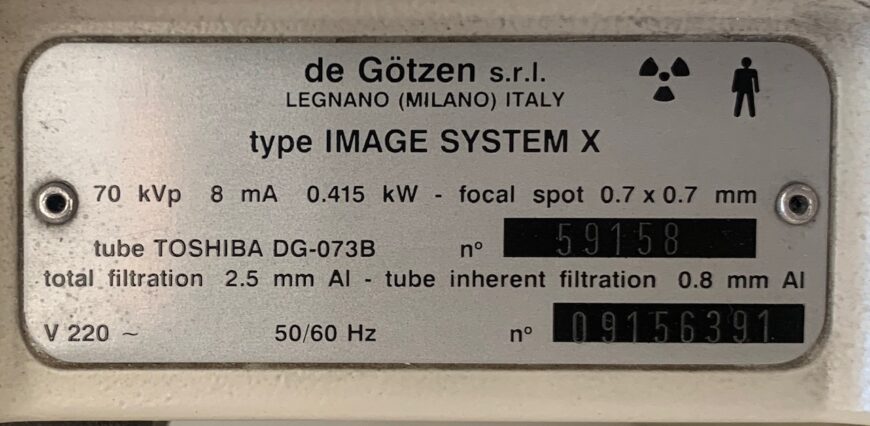 de Götzen s.r.l.
LEGNANO (MILANO) ITALY
type IMAGE SYSTEM X
70 kVp 8 mA 0.415 kW - focal spot 0.7 x 0.7 mm
tube TOSHIBA DG-073B n° 59158
total filtration 2.5 mm Al - tube inherent filtration 0.8 mm Al
V 220 ~ 50/60 Hz n° 09156391